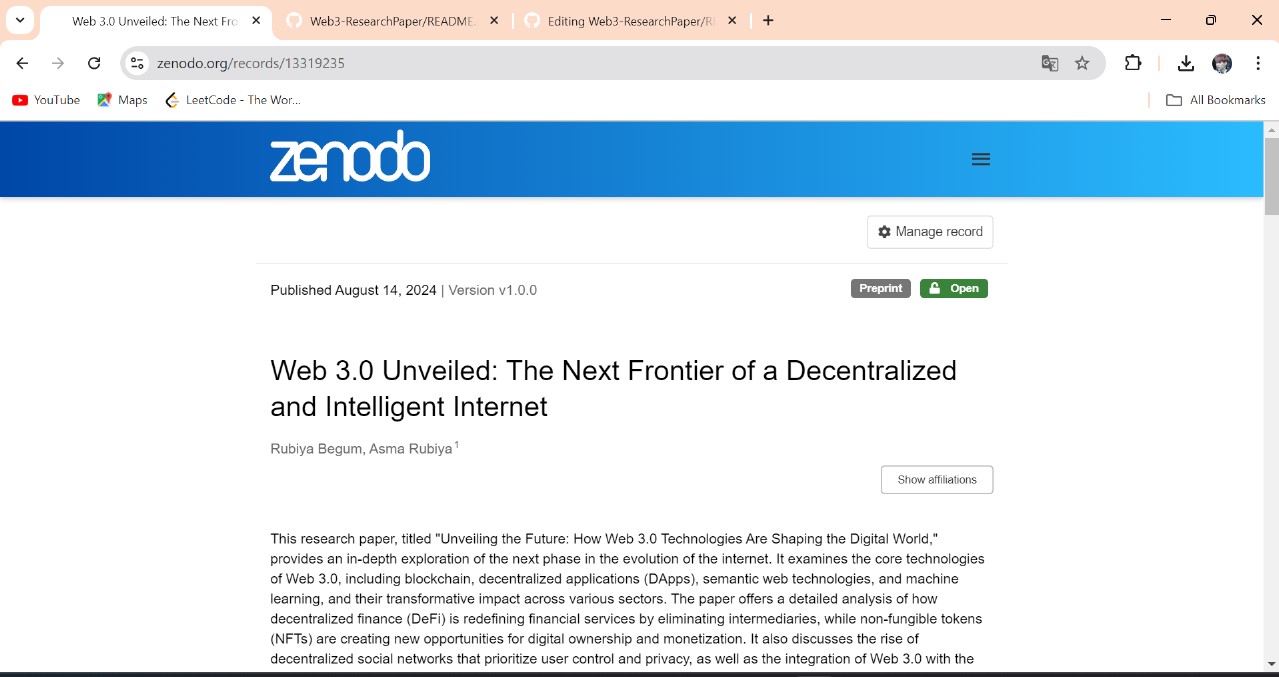 Web 3.0 Unveiled: The Next Fro
Web3-ResearchPaper/README.
Editing Web3-ResearchPaper/R
zenodo.org/records/13319235
YouTube
Maps
LeetCode - The Wor...
All Bookmarks
zenodo
Manage record
Published August 14, 2024 | Version v1.0.0
Preprint
Open
Web 3.0 Unveiled: The Next Frontier of a Decentralized
and Intelligent Internet
Rubiya Begum, Asma Rubiya 1
Show affiliations
This research paper, titled "Unveiling the Future: How Web 3.0 Technologies Are Shaping the Digital World,"
provides an in-depth exploration of the next phase in the evolution of the internet. It examines the core technologies
of Web 3.0, including blockchain, decentralized applications (DApps), semantic web technologies, and machine
learning, and their transformative impact across various sectors. The paper offers a detailed analysis of how
decentralized finance (DeFi) is redefining financial services by eliminating intermediaries, while non-fungible tokens
(NFTs) are creating new opportunities for digital ownership and monetization. It also discusses the rise of
decentralized social networks that prioritize user control and privacy, as well as the integration of Web 3.0 with the